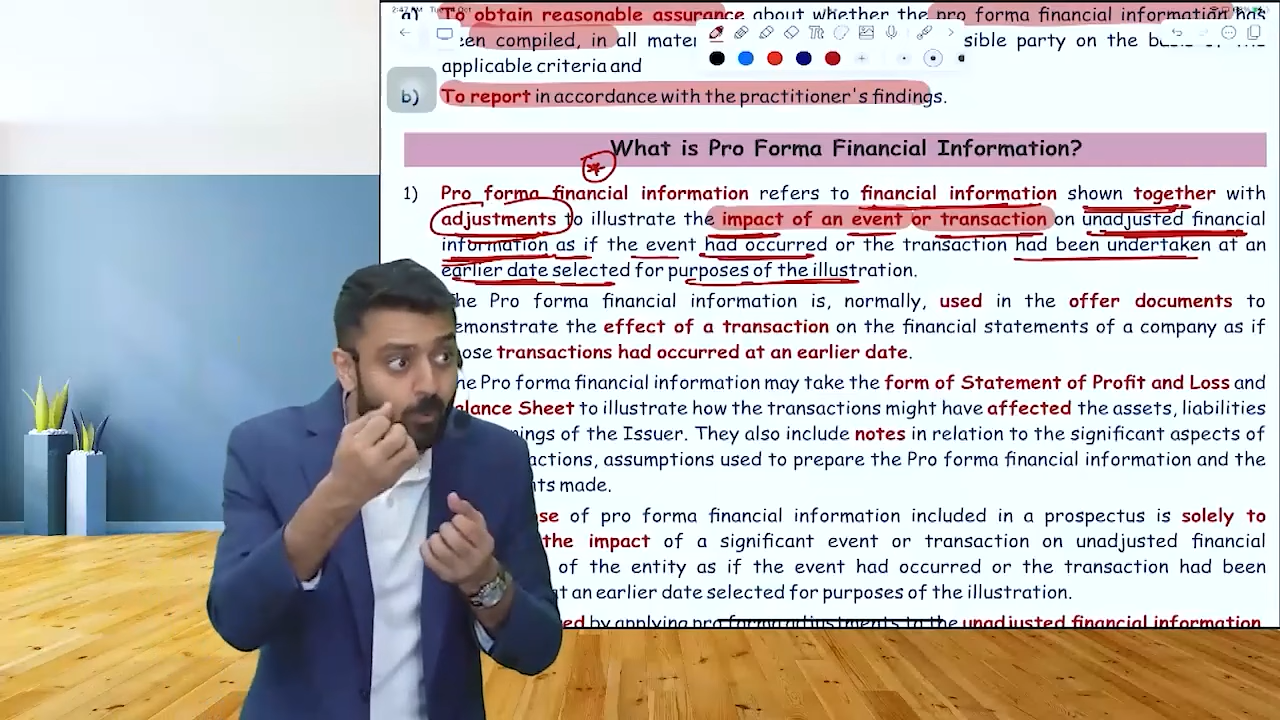 2:47 PM Tue Oct
a) To obtain reasonable assurance about whether the pro forma financial information has
een compiled, in all mater sible party on the
applicable criteria and
b) To report in accordance with the practitioner's findings.
What is Pro Forma Financial Information?
1) Pro forma financial information refers to financial information shown together with
adjustments to illustrate the impact of an event or transaction on unadjusted financial
information as if the event had occurred or the transaction had been undertaken at an
earlier date selected for purposes of the illustration.
The Pro forma financial information is, normally, used in the offer documents to
emonstrate the effect of a transaction on the financial statements of a company as if
ose transactions had occurred at an earlier date.
he Pro forma financial information may take the form of Statement of Profit and Loss and
alance Sheet to illustrate how the transactions might have affected the assets, liabilities
nings of the Issuer. They also include notes in relation to the significant aspects of
actions, assumptions used to prepare the Pro forma financial information and the
nts made.
se of pro forma financial information included in a prospectus is solely to
the impact of a significant event or transaction on unadjusted financial
of the entity as if the event had occurred or the transaction had been
at an earlier date selected for purposes of the illustration.
ed by applying pro forma adjustments to the unadjusted financial information